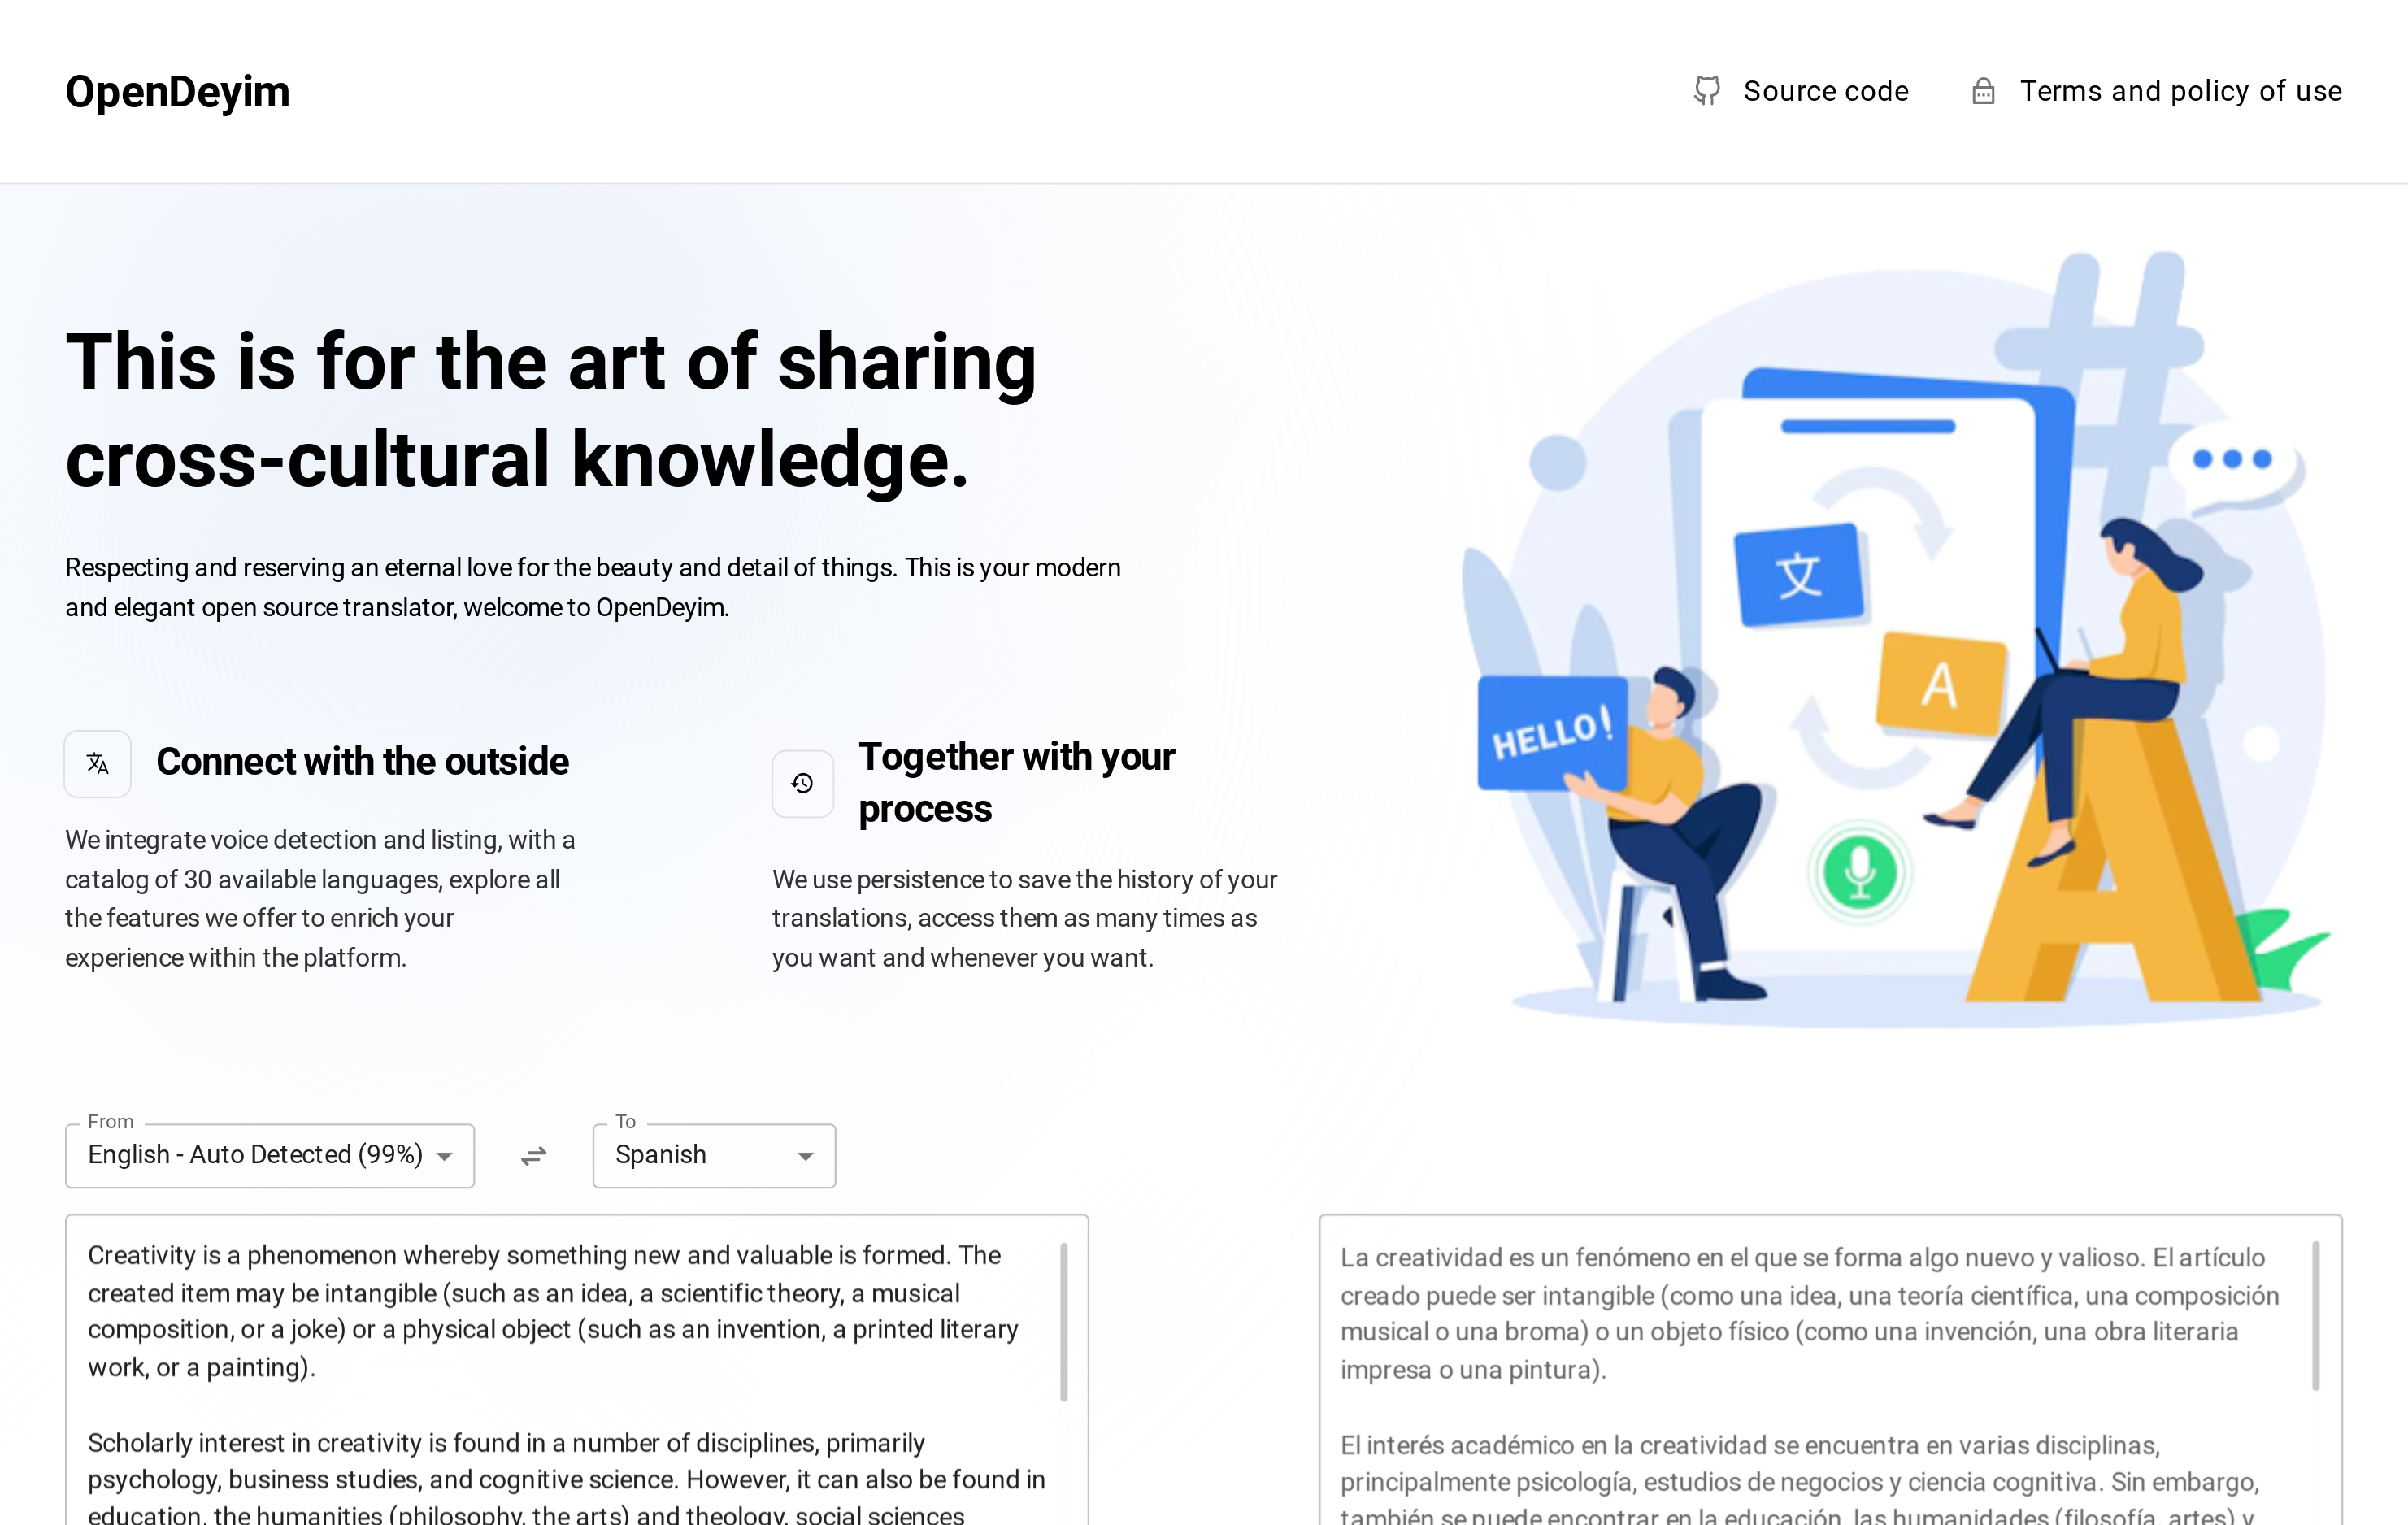 OpenDeyim
Source code
Terms and policy of use
This is for the art of sharing
cross-cultural knowledge.
Respecting and reserving an eternal love for the beauty and detail of things. This is your modern
and elegant open source translator, welcome to OpenDeyim.
Connect with the outside
We integrate voice detection and listing, with a
catalog of 30 available languages, explore all
the features we offer to enrich your
experience within the platform.
Together with your
process
We use persistence to save the history of your
translations, access them as many times as
you want and whenever you want.
文
A
HELLO!
From
English - Auto Detected (99%)
To
Spanish
Creativity is a phenomenon whereby something new and valuable is formed. The
created item may be intangible (such as an idea, a scientific theory, a musical
composition, or a joke) or a physical object (such as an invention, a printed literary
work, or a painting).
Scholarly interest in creativity is found in a number of disciplines, primarily
psychology, business studies, and cognitive science. However, it can also be found in
education, the humanities (philosophy, the arts) and theology, social sciences
La creatividad es un fenómeno en el que se forma algo nuevo y valioso. El artículo
creado puede ser intangible (como una idea, una teoría científica, una composición
musical o una broma) o un objeto físico (como una invención, una obra literaria
impresa o una pintura).
El interés académico en la creatividad se encuentra en varias disciplinas,
principalmente psicología, estudios de negocios y ciencia cognitiva. Sin embargo,
también se puede encontrar en la educación, las humanidades (filosofía, artes) y